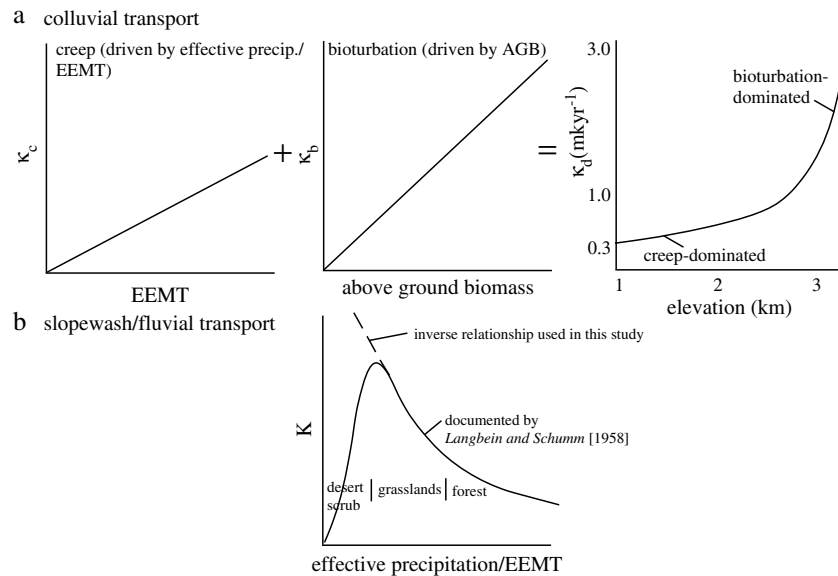 a colluvial transport
creep (driven by effective precip./
EEMT)
κc
EEMT
+
bioturbation (driven by AGB)
κb
above ground biomass
=
κd(mkyr-1)
3.0
1.0
0.3
bioturbation-
dominated
creep-dominated
1 2 3
elevation (km)
b slopewash/fluvial transport
K
inverse relationship used in this study
documented by
Langbein and Schumm [1958]
desert
scrub
grasslands
forest
effective precipitation/EEMT